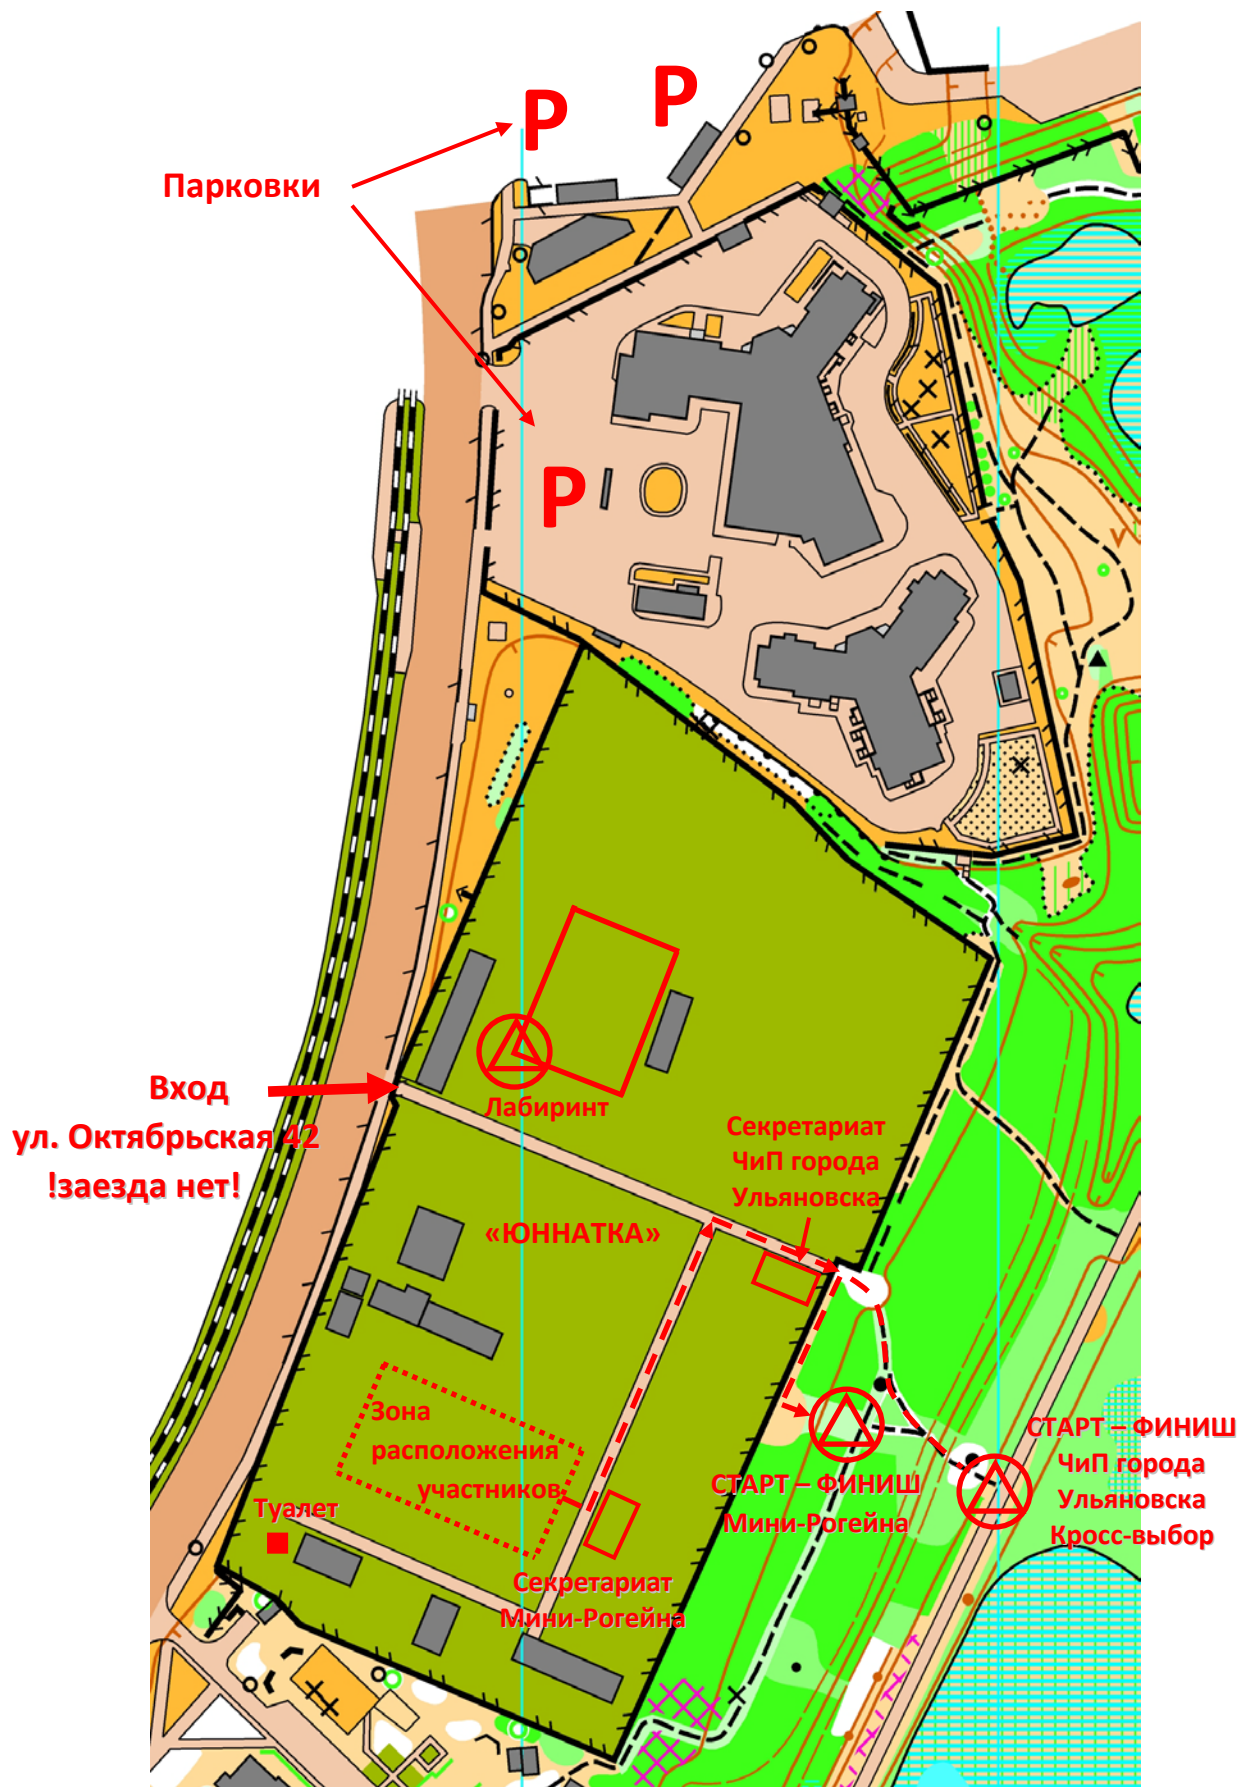 P
P
Парковки
P
Вход
ул. Октябрьская 42
!заезда нет!
Лабиринт
Секретариат
ЧиП города
Ульяновска
«ЮННАТКА»
Зона
расположения
участников
Туалет
Секретариат
Мини-Рогейна
СТАРТ – ФИНИШ
Мини-Рогейна
СТАРТ – ФИНИШ
ЧиП города
Ульяновска
Кросс-выбор